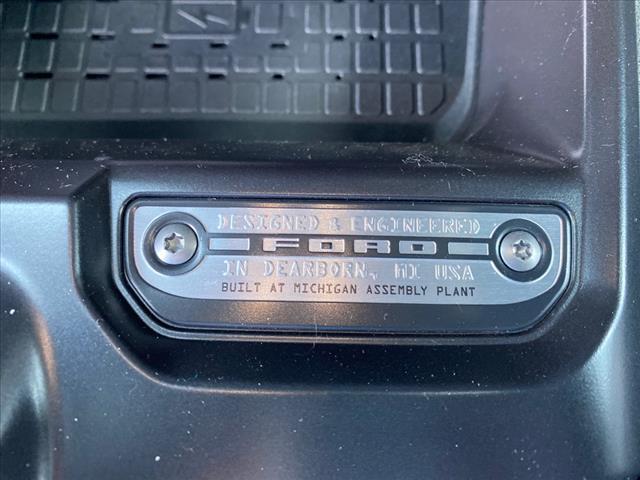 DESIGNED & ENGINEERED
FORD
IN DEARBORN, MI USA
BUILT AT MICHIGAN ASSEMBLY PLANT